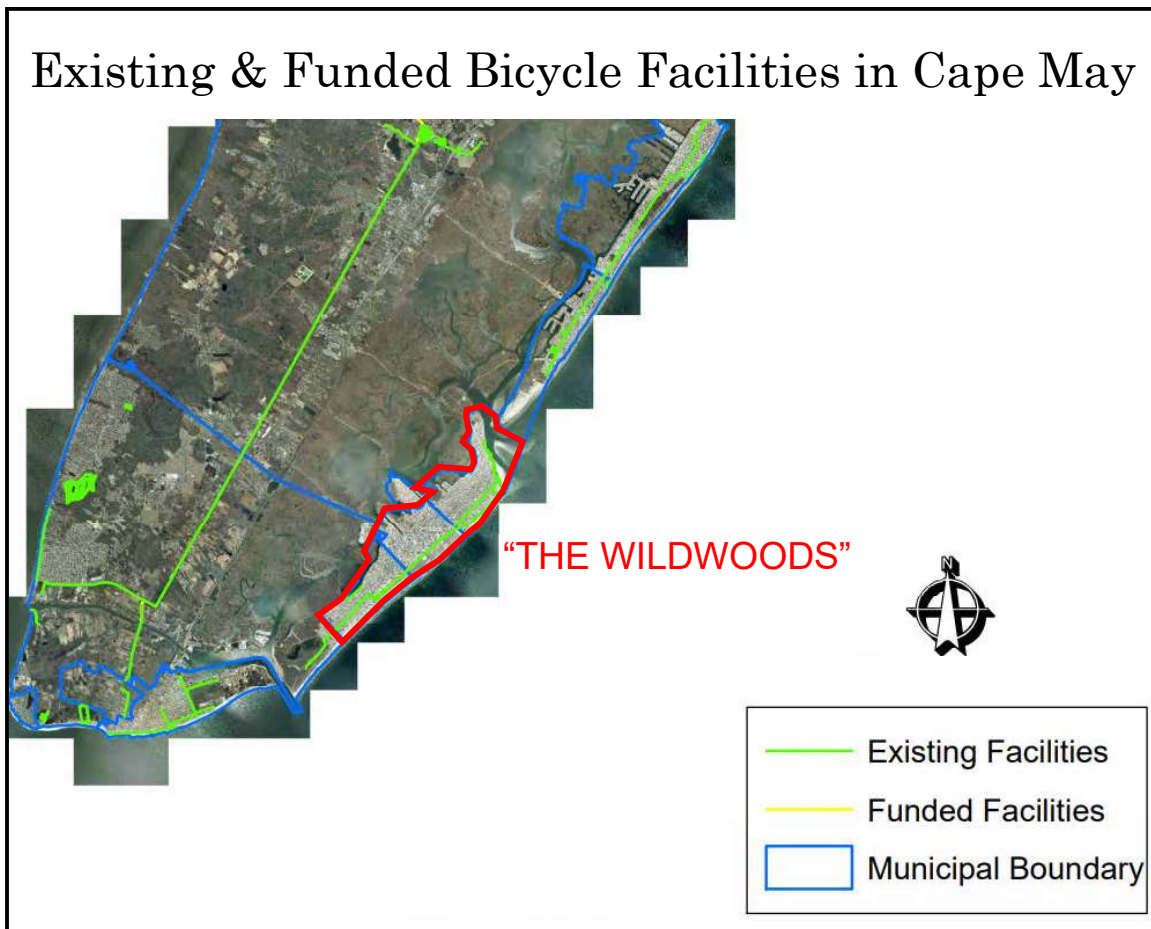 Existing & Funded Bicycle Facilities in Cape May
“THE WILDWOODS”
N
Existing Facilities
Funded Facilities
Municipal Boundary